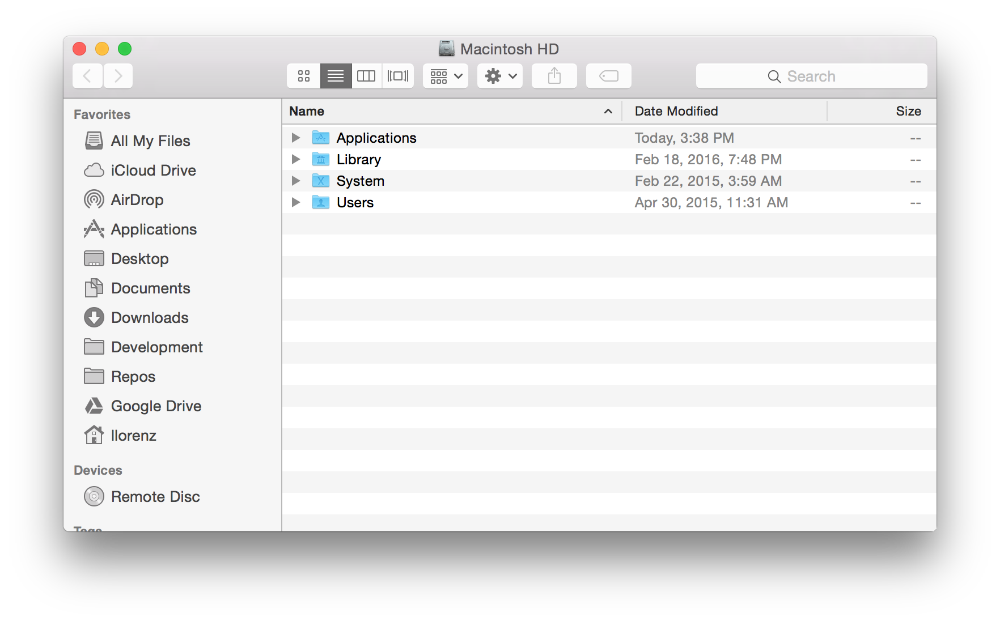 Macintosh HD
Search
Favorites
All My Files
iCloud Drive
AirDrop
Applications
Desktop
Documents
Downloads
Development
Repos
Google Drive
llorenz
Devices
Remote Disc
Tags
Name Date Modified Size
Applications Today, 3:38 PM --
Library Feb 18, 2016, 7:48 PM --
System Feb 22, 2015, 3:59 AM --
Users Apr 30, 2015, 11:31 AM --